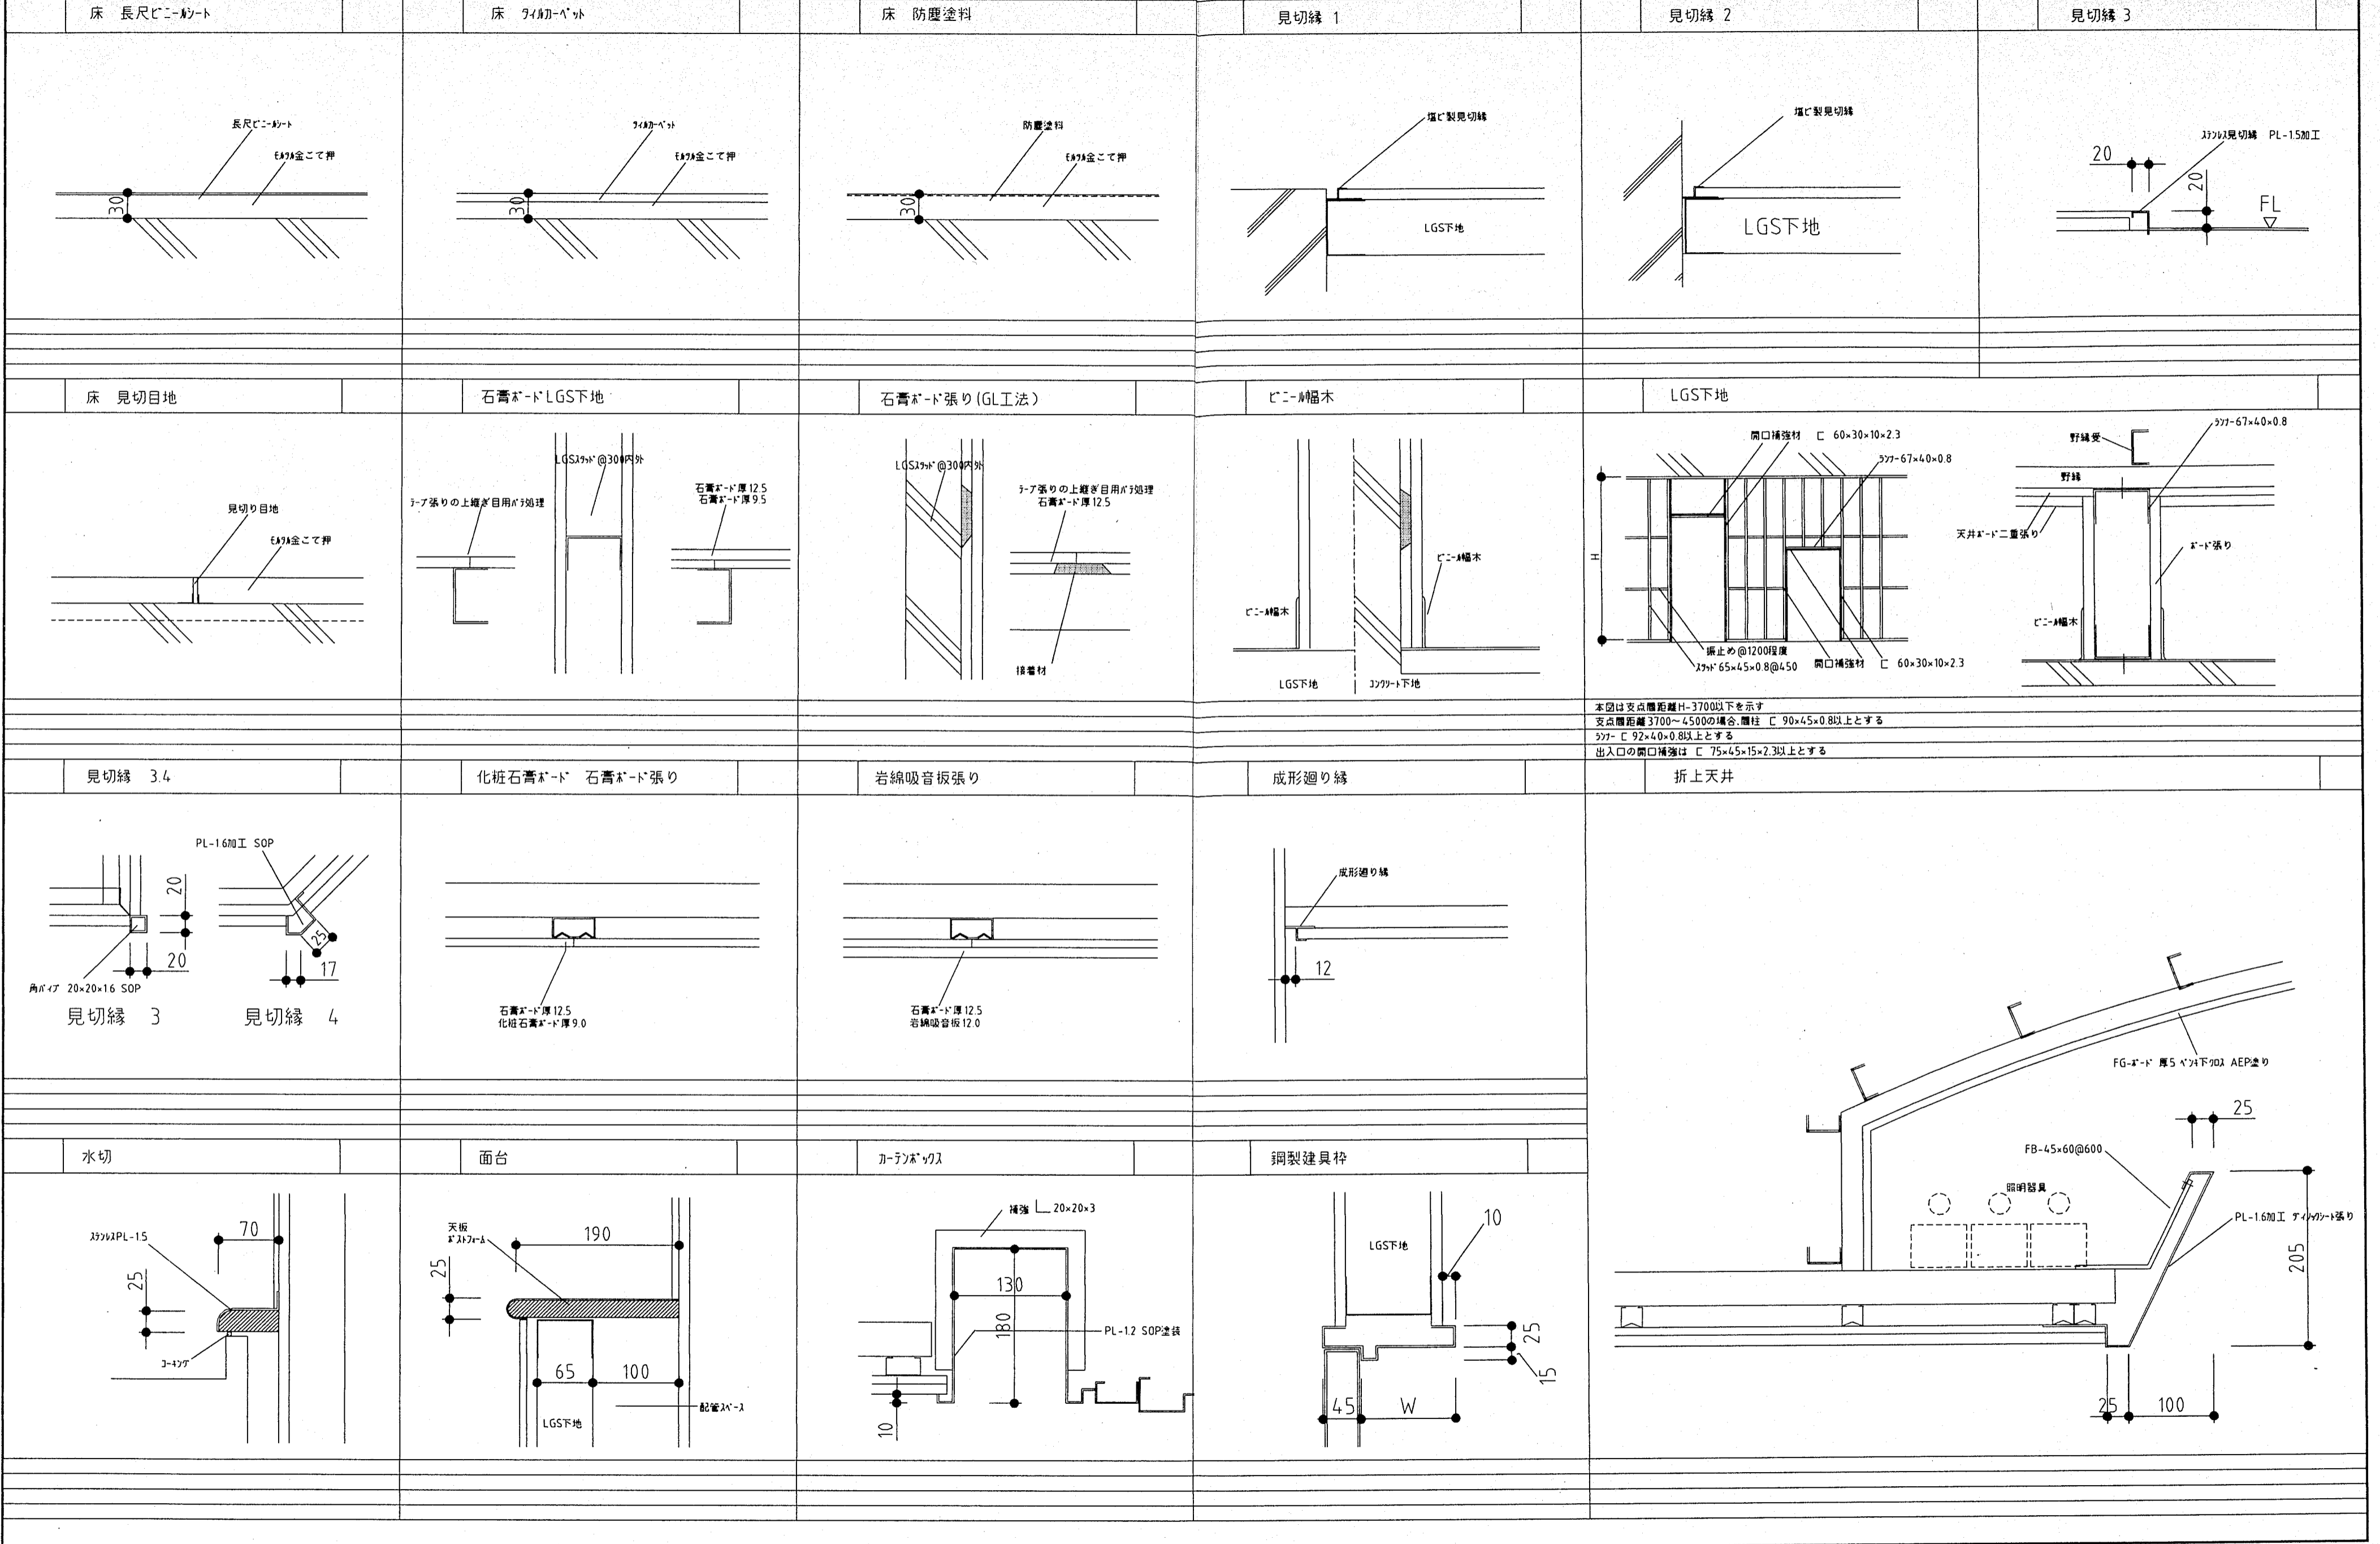 床 長尺ビニールシート
長尺ビニールシート
モルタル金こて押
30
床 タイルカーペット
タイルカーペット
モルタル金こて押
30
床 防塵塗料
防塵塗料
モルタル金こて押
30
見切縁 1
塩ビ製見切縁
LGS下地
見切縁 2
塩ビ製見切縁
LGS下地
見切縁 3
ステンレス見切縁 PL-1.5加工
20
20
FL
床 見切目地
見切り目地
モルタル金こて押
石膏ボードLGS下地
LGSスタッド@300内外
テープ張りの上継ぎ目用パテ処理
石膏ボード厚12.5
石膏ボード厚9.5
石膏ボード張り(GL工法)
LGSスタッド@300内外
テープ張りの上継ぎ目用パテ処理
石膏ボード厚12.5
接着材
ビニール幅木
ビニール幅木
ビニール幅木
LGS下地
コンクリート下地
LGS下地
開口補強材 ㇷ 60×30×10×2.3
ランナー67×40×0.8
H
振止め@1200程度
スタッド65×45×0.8@450
開口補強材 匚 60×30×10×2.3
野縁受
ランナー67×40×0.8
野縁
天井ボード二重張り
ボード張り
ビニール幅木
本図は支点間距離H-3700以下を示す
支点間距離3700〜4500の場合.間柱 匚 90×45×0.8以上とする
ランナー 匚 92×40×0.8以上とする
出入口の開口補強は 匚 75×45×15×2.3以上とする
見切縁 3.4
PL-1.6加工 SOP
20
20
25
17
角パイプ 20×20×1.6 SOP
見切縁 3
見切縁 4
化粧石膏ボード 石膏ボード張り
石膏ボード厚12.5
化粧石膏ボード厚9.0
岩綿吸音板張り
石膏ボード厚12.5
岩綿吸音板12.0
成形廻り縁
成形廻り縁
12
折上天井
FG-ボード 厚5 ペンキ下クロス AEP塗り
25
FB-45×60@600
照明器具
PL-1.6加工 ダイノックシート張り
205
25
100
水切
ステンレスPL-1.5
70
25
コーキング
面台
天板
ポストフォーム
190
25
65
100
LGS下地
配管スペース
カーテンボックス
補強 L 20×20×3
130
180
PL-1.2 SOP塗装
10
鋼製建具枠
LGS下地
10
25
15
45
W